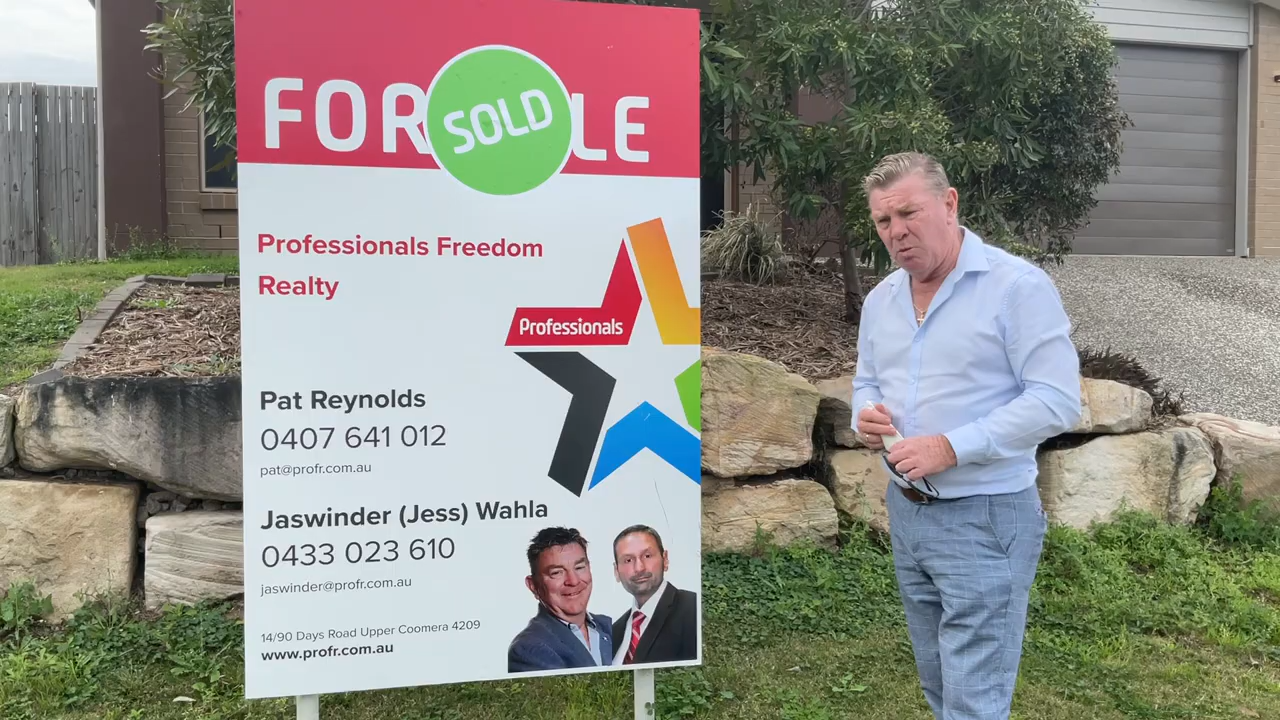 FOR SOLD LE
Professionals Freedom
Realty
Professionals
Pat Reynolds
0407 641 012
pat@profr.com.au
Jaswinder (Jess) Wahla
0433 023 610
jaswinder@profr.com.au
14/90 Days Road Upper Coomera 4209
www.profr.com.au